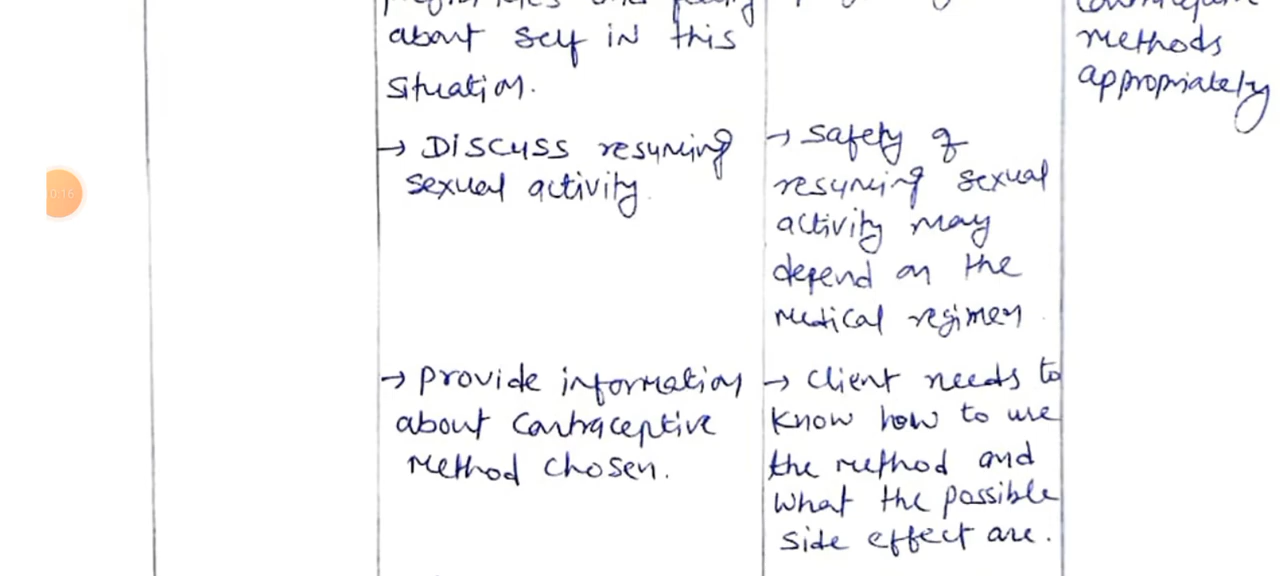 about self in this
situation.
→ Discuss resuming
sexual activity.
→ provide information
about Contraceptive
method chosen.
→ Safety of
resuming sexual
activity may
depend on the
medical regimen.
→ Client needs to
know how to use
the method and
what the possible
side effect are.
methods
appropriately
0:16